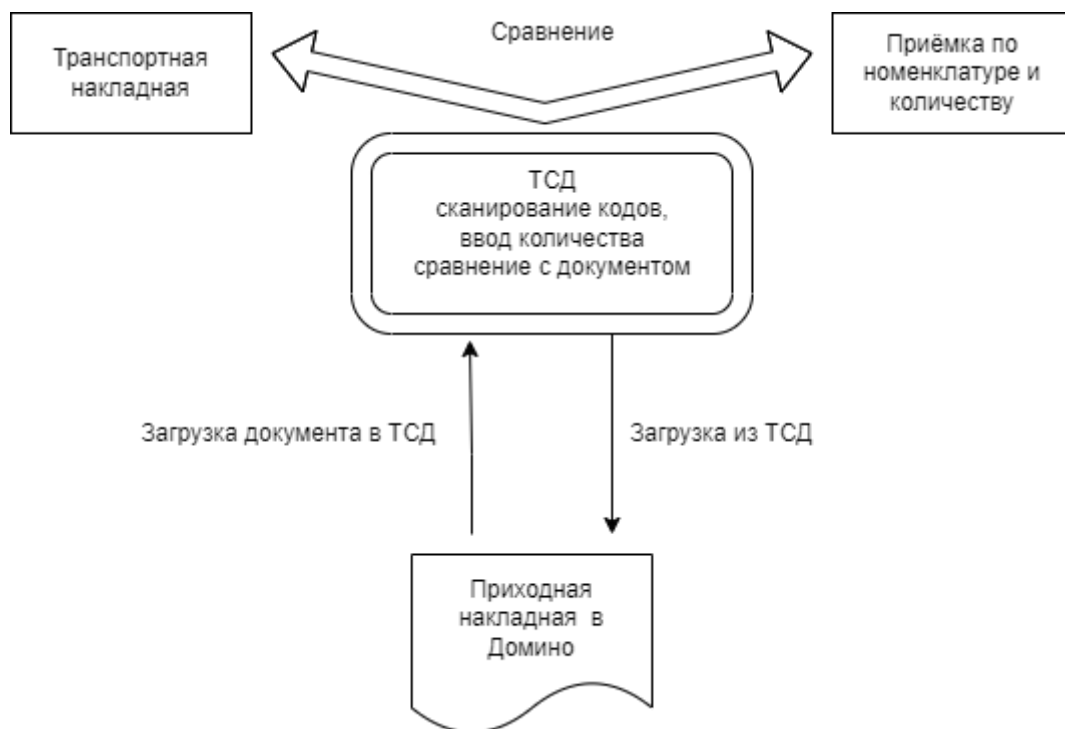 Сравнение
Транспортная
накладная
Приёмка по
номенклатуре и
количеству
ТСД
сканирование кодов,
ввод количества
сравнение с документом
Загрузка документа в ТСД
Загрузка из ТСД
Приходная
накладная в
Домино